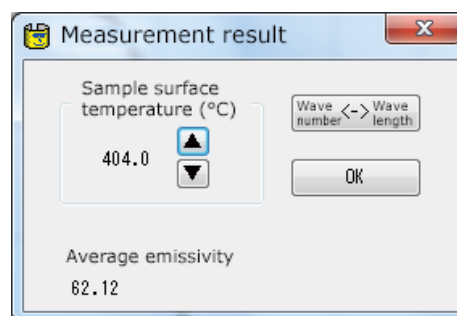 Measurement result
Sample surface
temperature (°C)
404.0
Wave number <-> Wave length
OK
Average emissivity
62.12